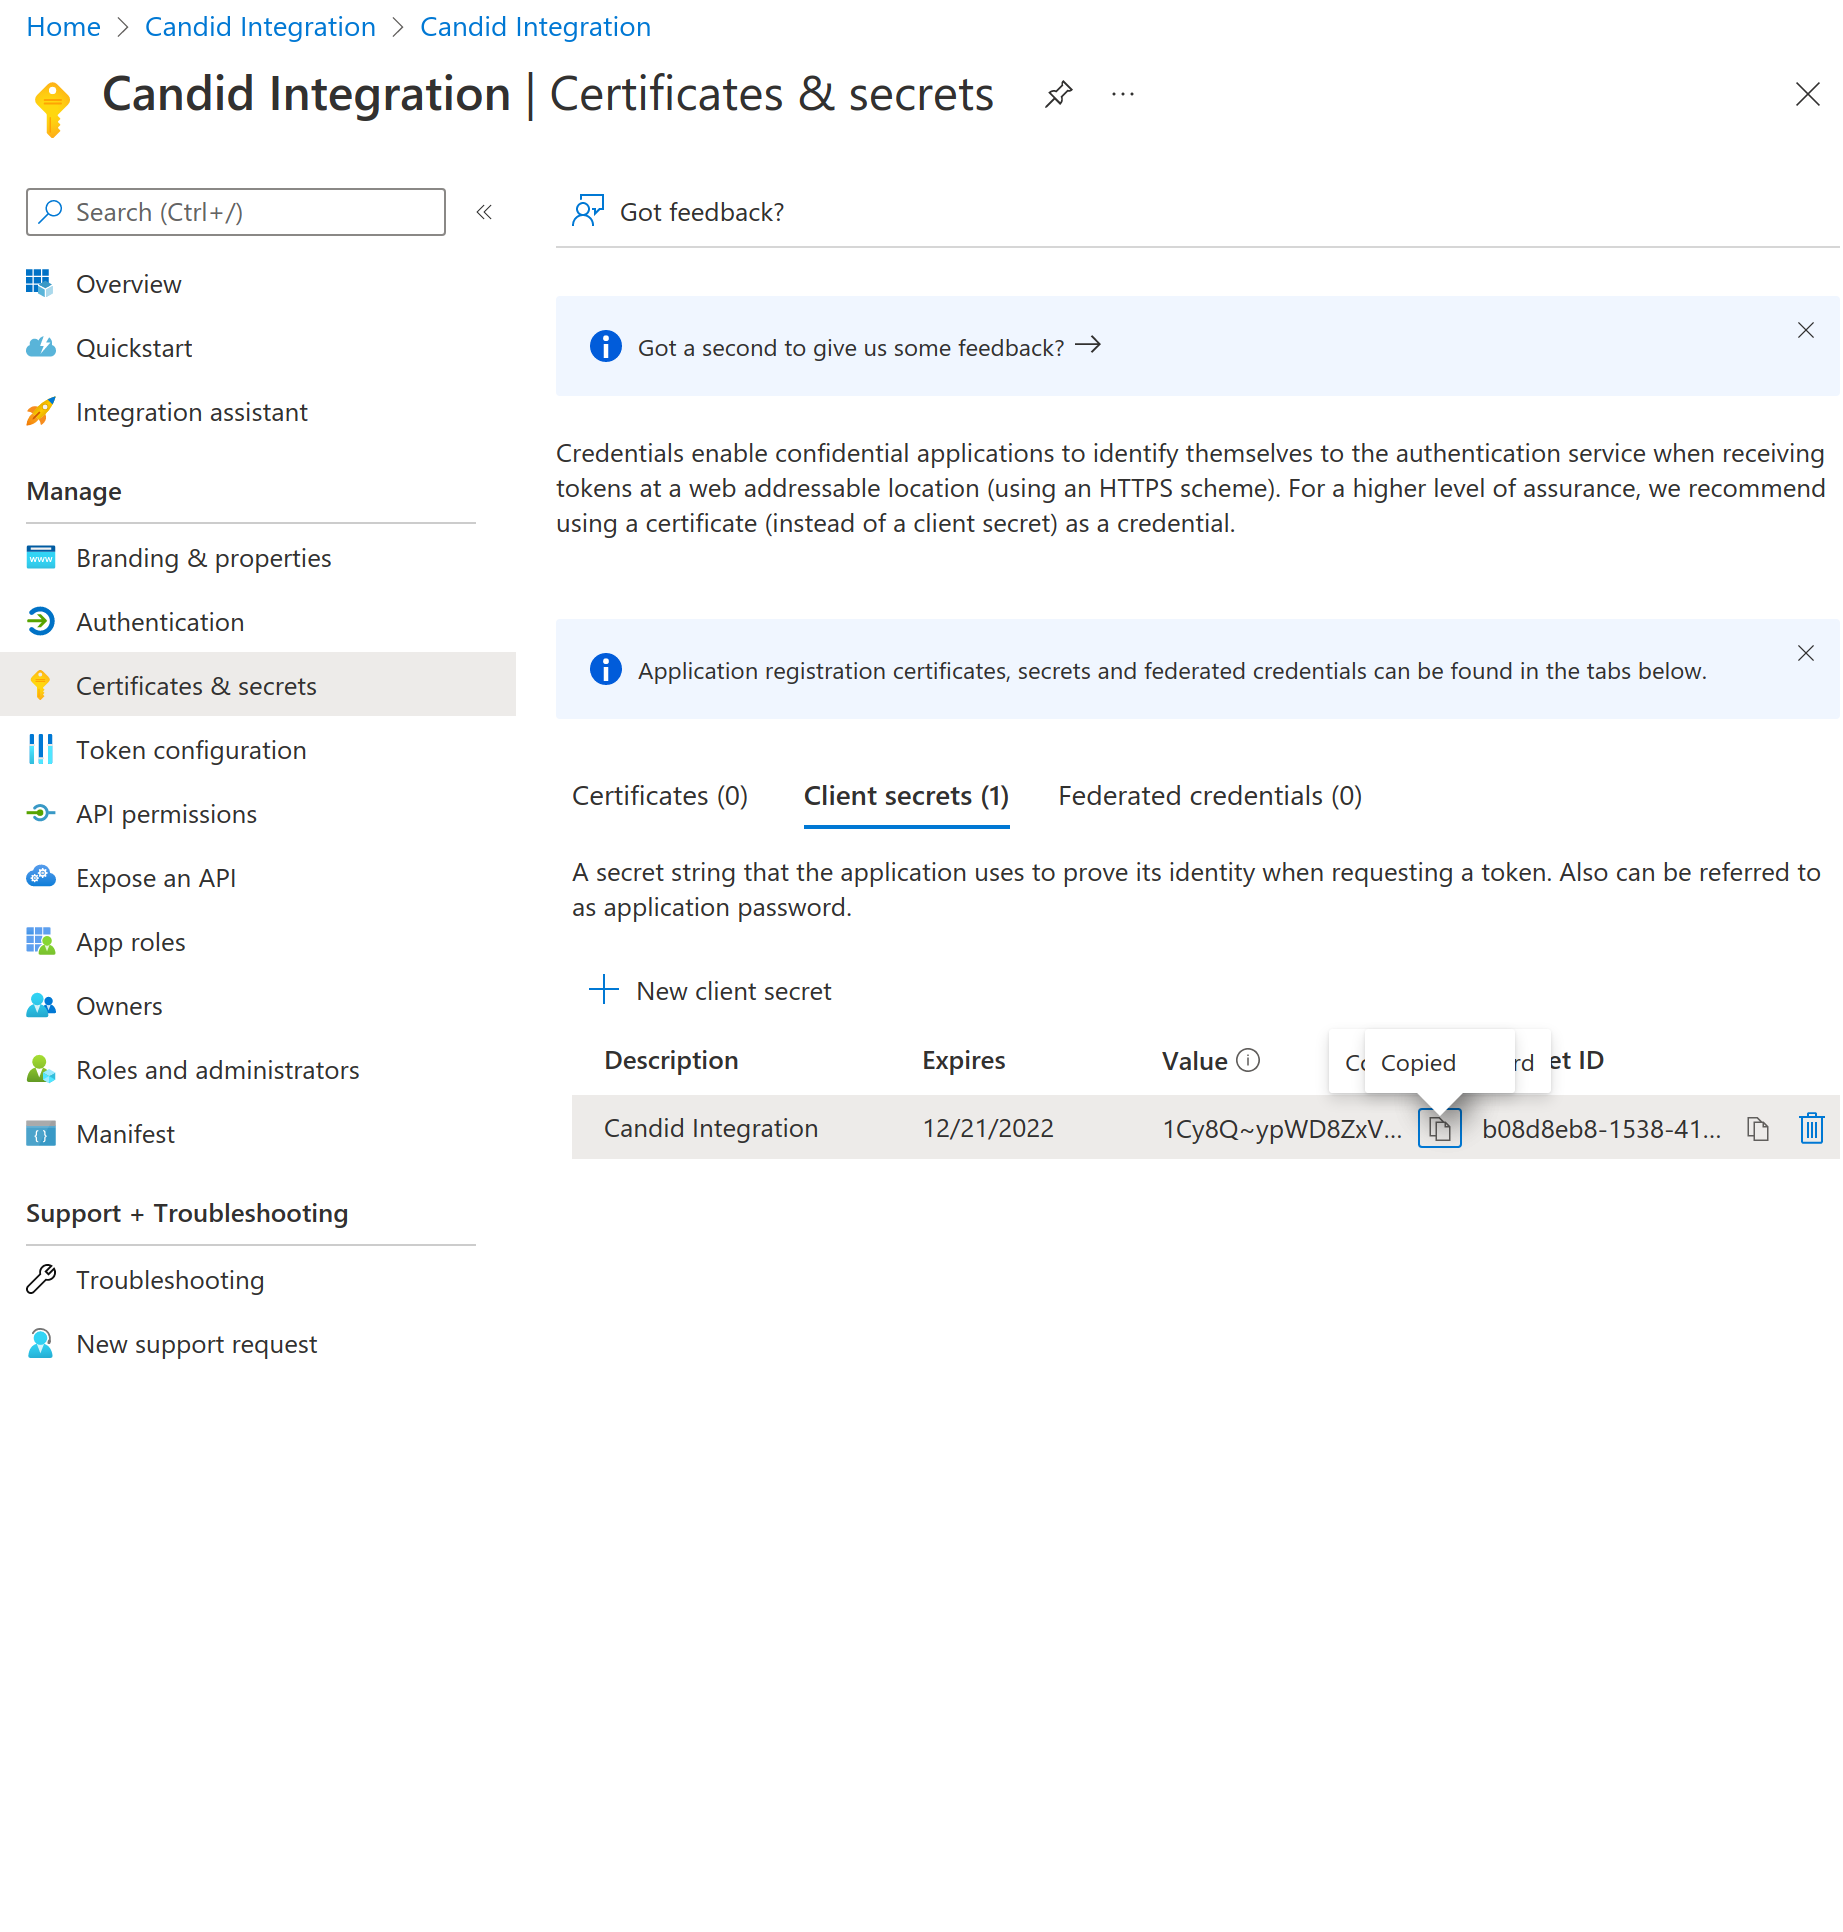 Home > Candid Integration > Candid Integration
Candid Integration | Certificates & secrets
Search (Ctrl+/)
Overview
Quickstart
Integration assistant
Manage
Branding & properties
Authentication
Certificates & secrets
Token configuration
API permissions
Expose an API
App roles
Owners
Roles and administrators
Manifest
Support + Troubleshooting
Troubleshooting
New support request
Got feedback?
Got a second to give us some feedback?
Credentials enable confidential applications to identify themselves to the authentication service when receiving
tokens at a web addressable location (using an HTTPS scheme). For a higher level of assurance, we recommend
using a certificate (instead of a client secret) as a credential.
Application registration certificates, secrets and federated credentials can be found in the tabs below.
Certificates (0) Client secrets (1) Federated credentials (0)
A secret string that the application uses to prove its identity when requesting a token. Also can be referred to
as application password.
New client secret
Description Expires Value Copied ID
Candid Integration 12/21/2022 1Cy8Q~ypWD8ZxV... b08d8eb8-1538-41...